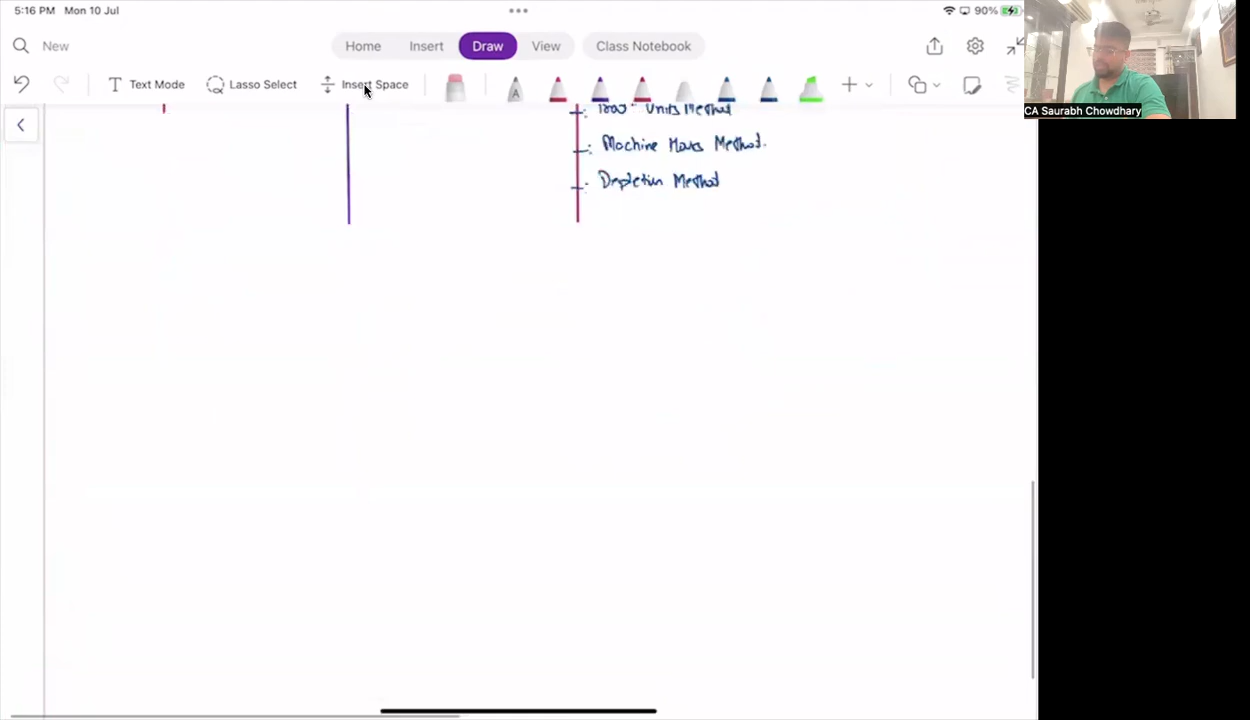 5:16 PM Mon 10 Jul
90%
New
Home
Insert
Draw
View
Class Notebook
Text Mode
Lasso Select
Insert Space
A
CA Saurabh Chowdhary
Units Method
Machine Hours Method.
Depletion Method